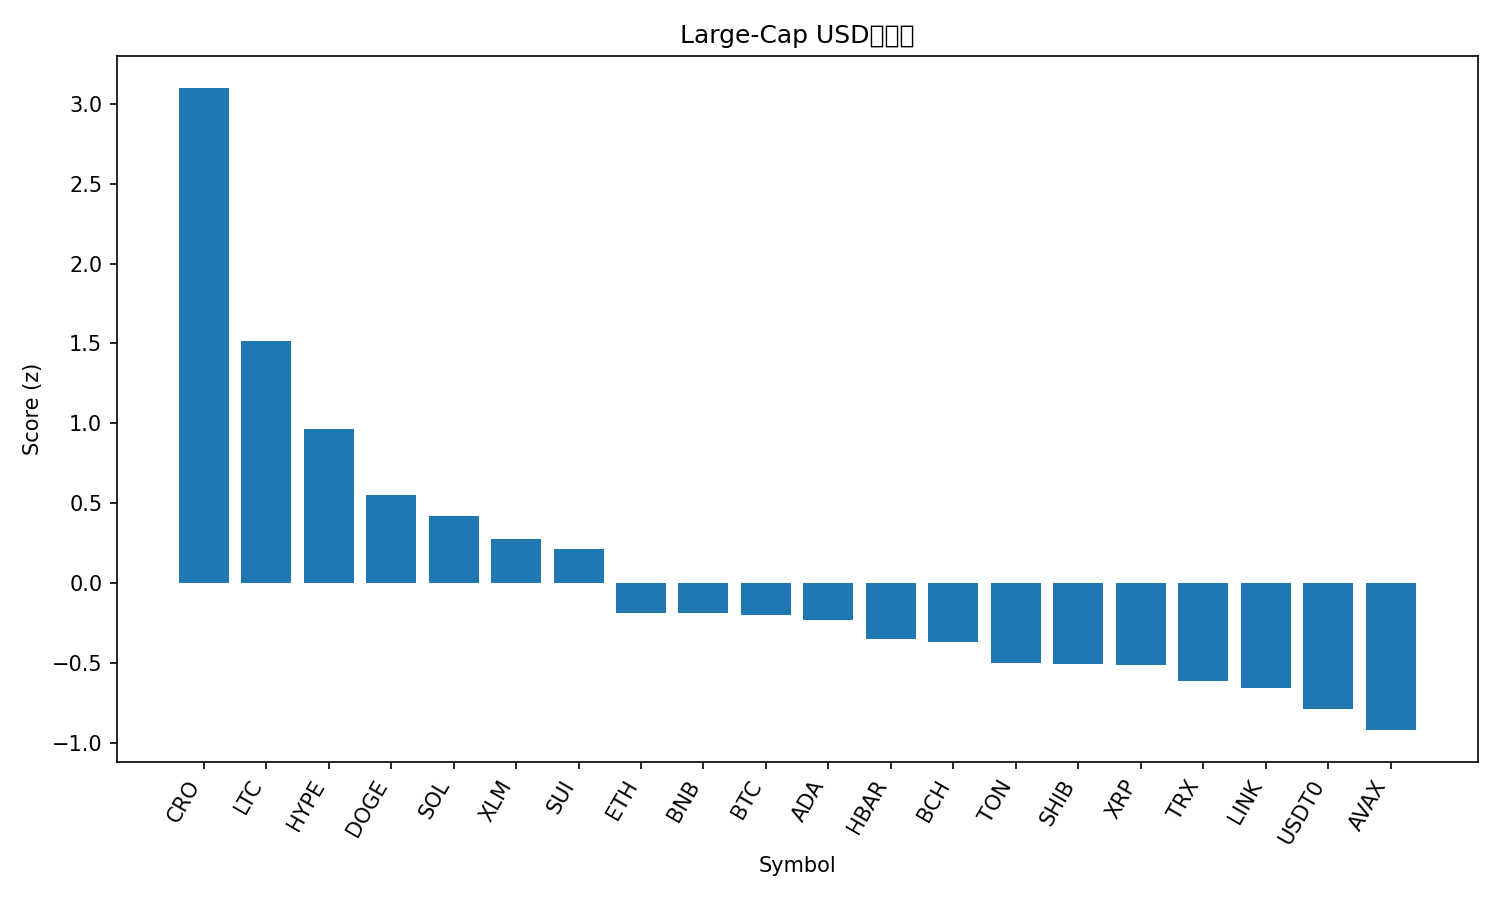 Large-Cap USD
Score (z)
3.0
2.5
2.0
1.5
1.0
0.5
0.0
−0.5
−1.0
CRO
LTC
HYPE
DOGE
SOL
XLM
SUI
ETH
BNB
BTC
ADA
HBAR
BCH
TON
SHIB
XRP
TRX
LINK
USDT0
AVAX
Symbol